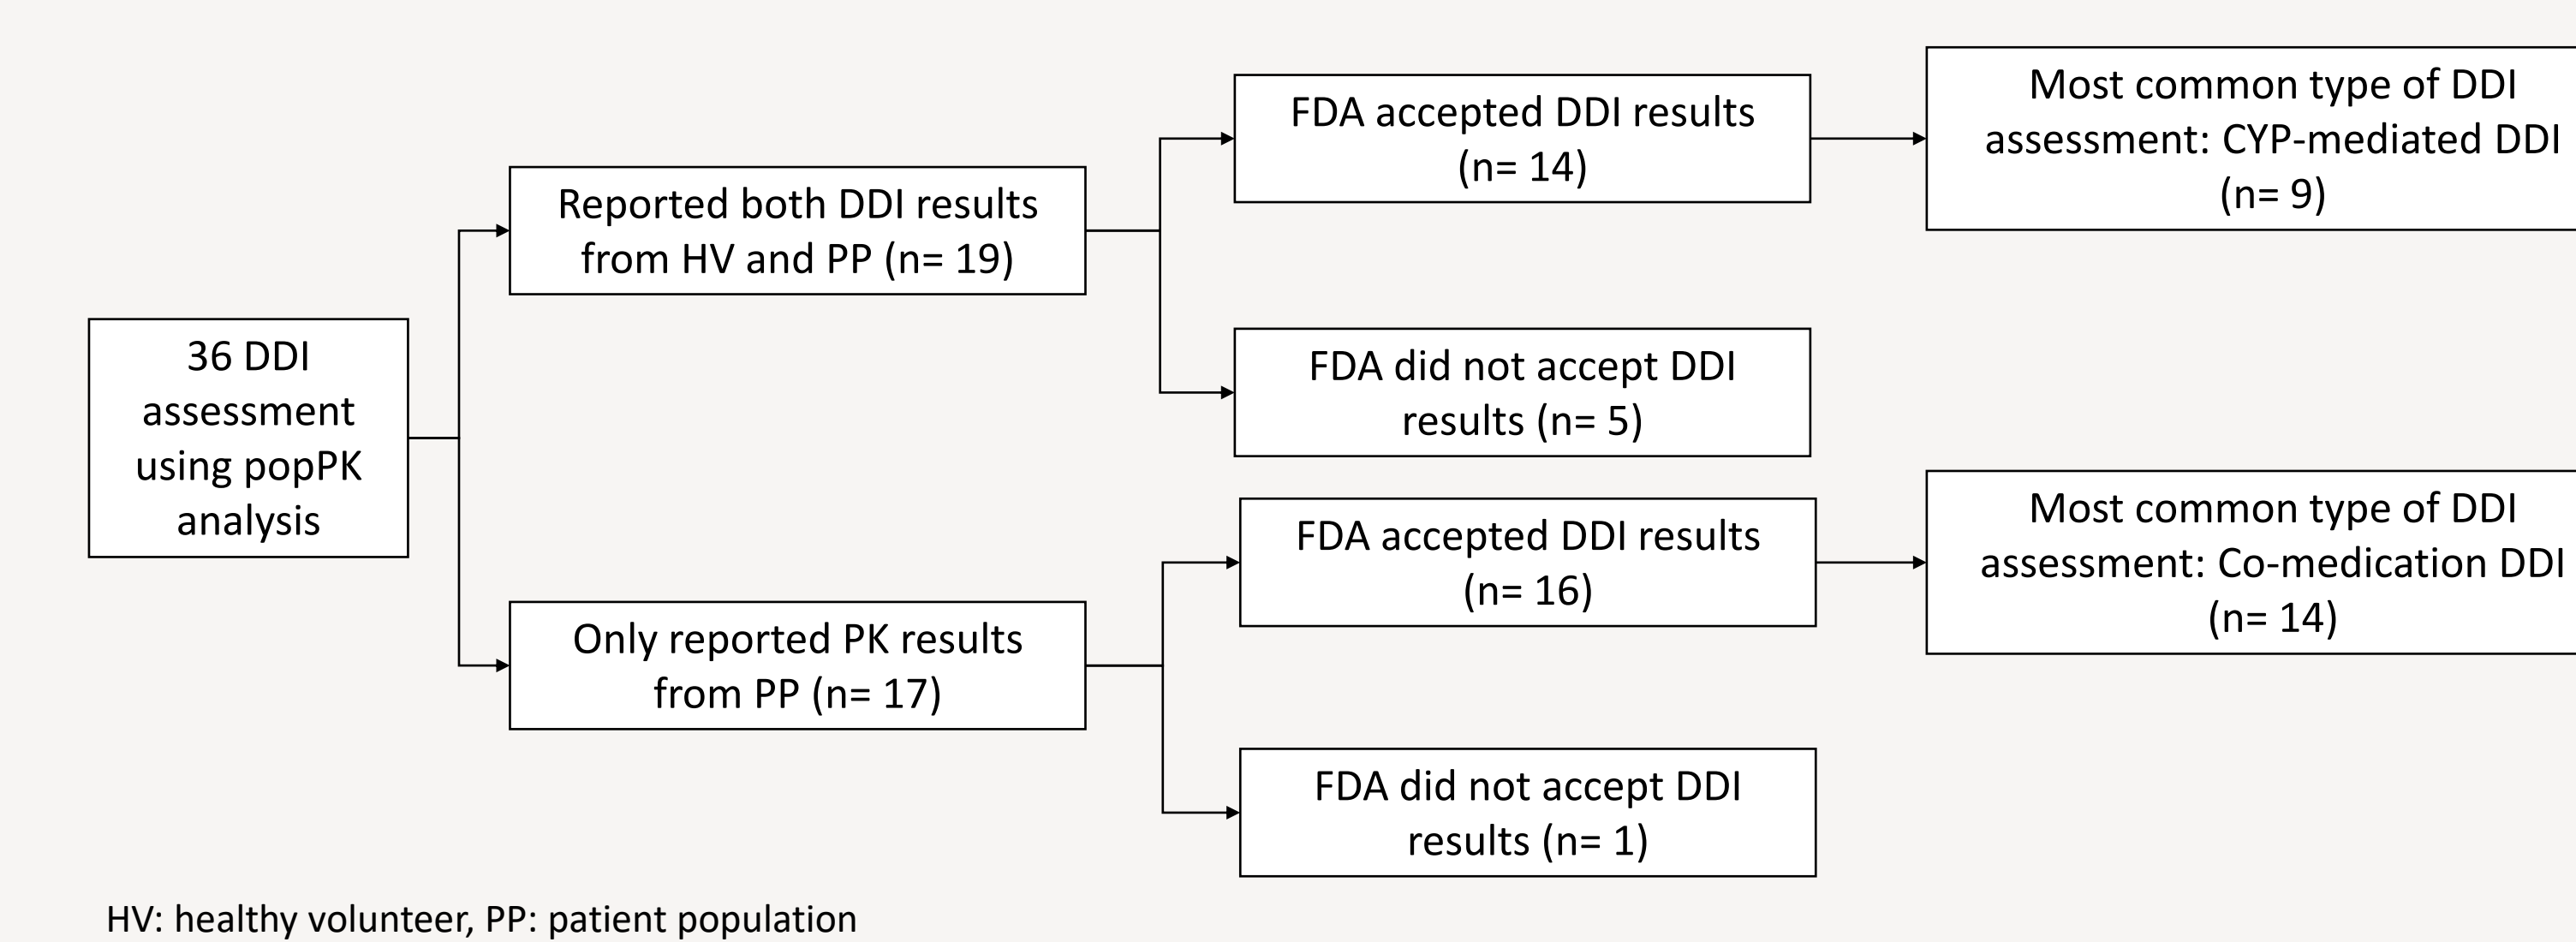 36 DDI
assessment
using popPK
analysis
Reported both DDI results
from HV and PP (n= 19)
FDA accepted DDI results
(n= 14)
Most common type of DDI
assessment: CYP-mediated DDI
(n= 9)
FDA did not accept DDI
results (n= 5)
Only reported PK results
from PP (n= 17)
FDA accepted DDI results
(n= 16)
Most common type of DDI
assessment: Co-medication DDI
(n= 14)
FDA did not accept DDI
results (n= 1)
HV: healthy volunteer, PP: patient population